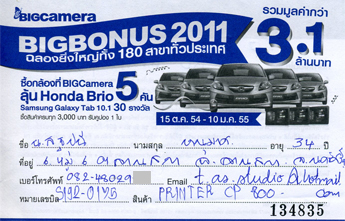 BIGcamera
BIGBONUS 2011
ฉลองยิ่งใหญ่ทั้ง 180 สาขาทั่วประเทศ
รวมมูลค่ากว่า
3.1
ล้านบาท
ซื้อกล้องที่ BIGCamera
ลุ้น Honda Brio 5 คัน
Samsung Galaxy Tab 10.1 30 รางวัล
ซื้อสินค้าครบทุก 3,000 บาท รับคูปอง 1 ใบ
15 ต.ค. 54 - 10 ม.ค. 55
ชื่อ นามสกุล อายุ 34 ปี
ที่อยู่
เบอร์โทรศัพท์ 082-48029 Email t.as.studio@hotmail.com
หมายเลขบิล สินค้า PRINTER CP 800
134835